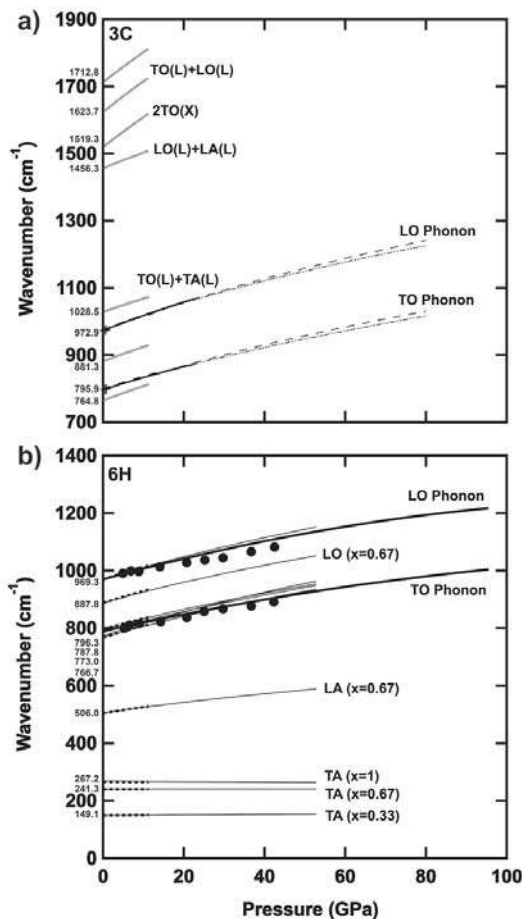 a)
1900
3C
1712.8
1700
TO(L)+LO(L)
1623.7
2TO(X)
1519.3
1500
LO(L)+LA(L)
1456.3
Wavenumber (cm-1)
1300
LO Phonon
1100
TO(L)+TA(L)
1028.5
TO Phonon
972.9
900
881.3
795.9
764.8
700
b)
1400
6H
LO Phonon
1200
LO (x=0.67)
1000
969.3
TO Phonon
887.8
800
796.3
787.8
773.0
766.7
Wavenumber (cm-1)
600
LA (x=0.67)
506.0
400
TA (x=1)
267.2
241.3
TA (x=0.67)
200
149.1
TA (x=0.33)
0
0 20 40 60 80 100
Pressure (GPa)